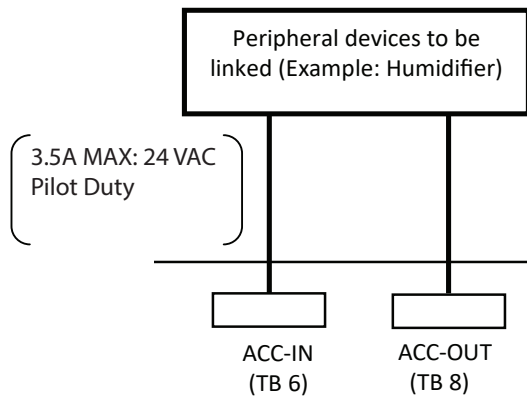 Peripheral devices to be
linked (Example: Humidifier)
3.5A MAX: 24 VAC
Pilot Duty
ACC-IN
(TB 6)
ACC-OUT
(TB 8)